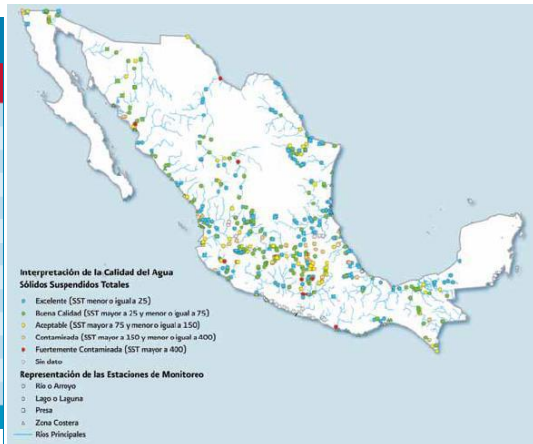 Interpretación de la Calidad del Agua
Sólidos Suspendidos Totales
Excelente (SST menor o igual a 25)
Buena Calidad (SST mayor a 25 y menor o igual a 75)
Aceptable (SST mayor a 75 y menor o igual a 150)
Contaminada (SST mayor a 150 y menor o igual a 400)
Fuertemente Contaminada (SST mayor a 400)
Sin dato
Representación de las Estaciones de Monitoreo
Río o Arroyo
Lago o Laguna
Presa
Zona Costera
Ríos Principales